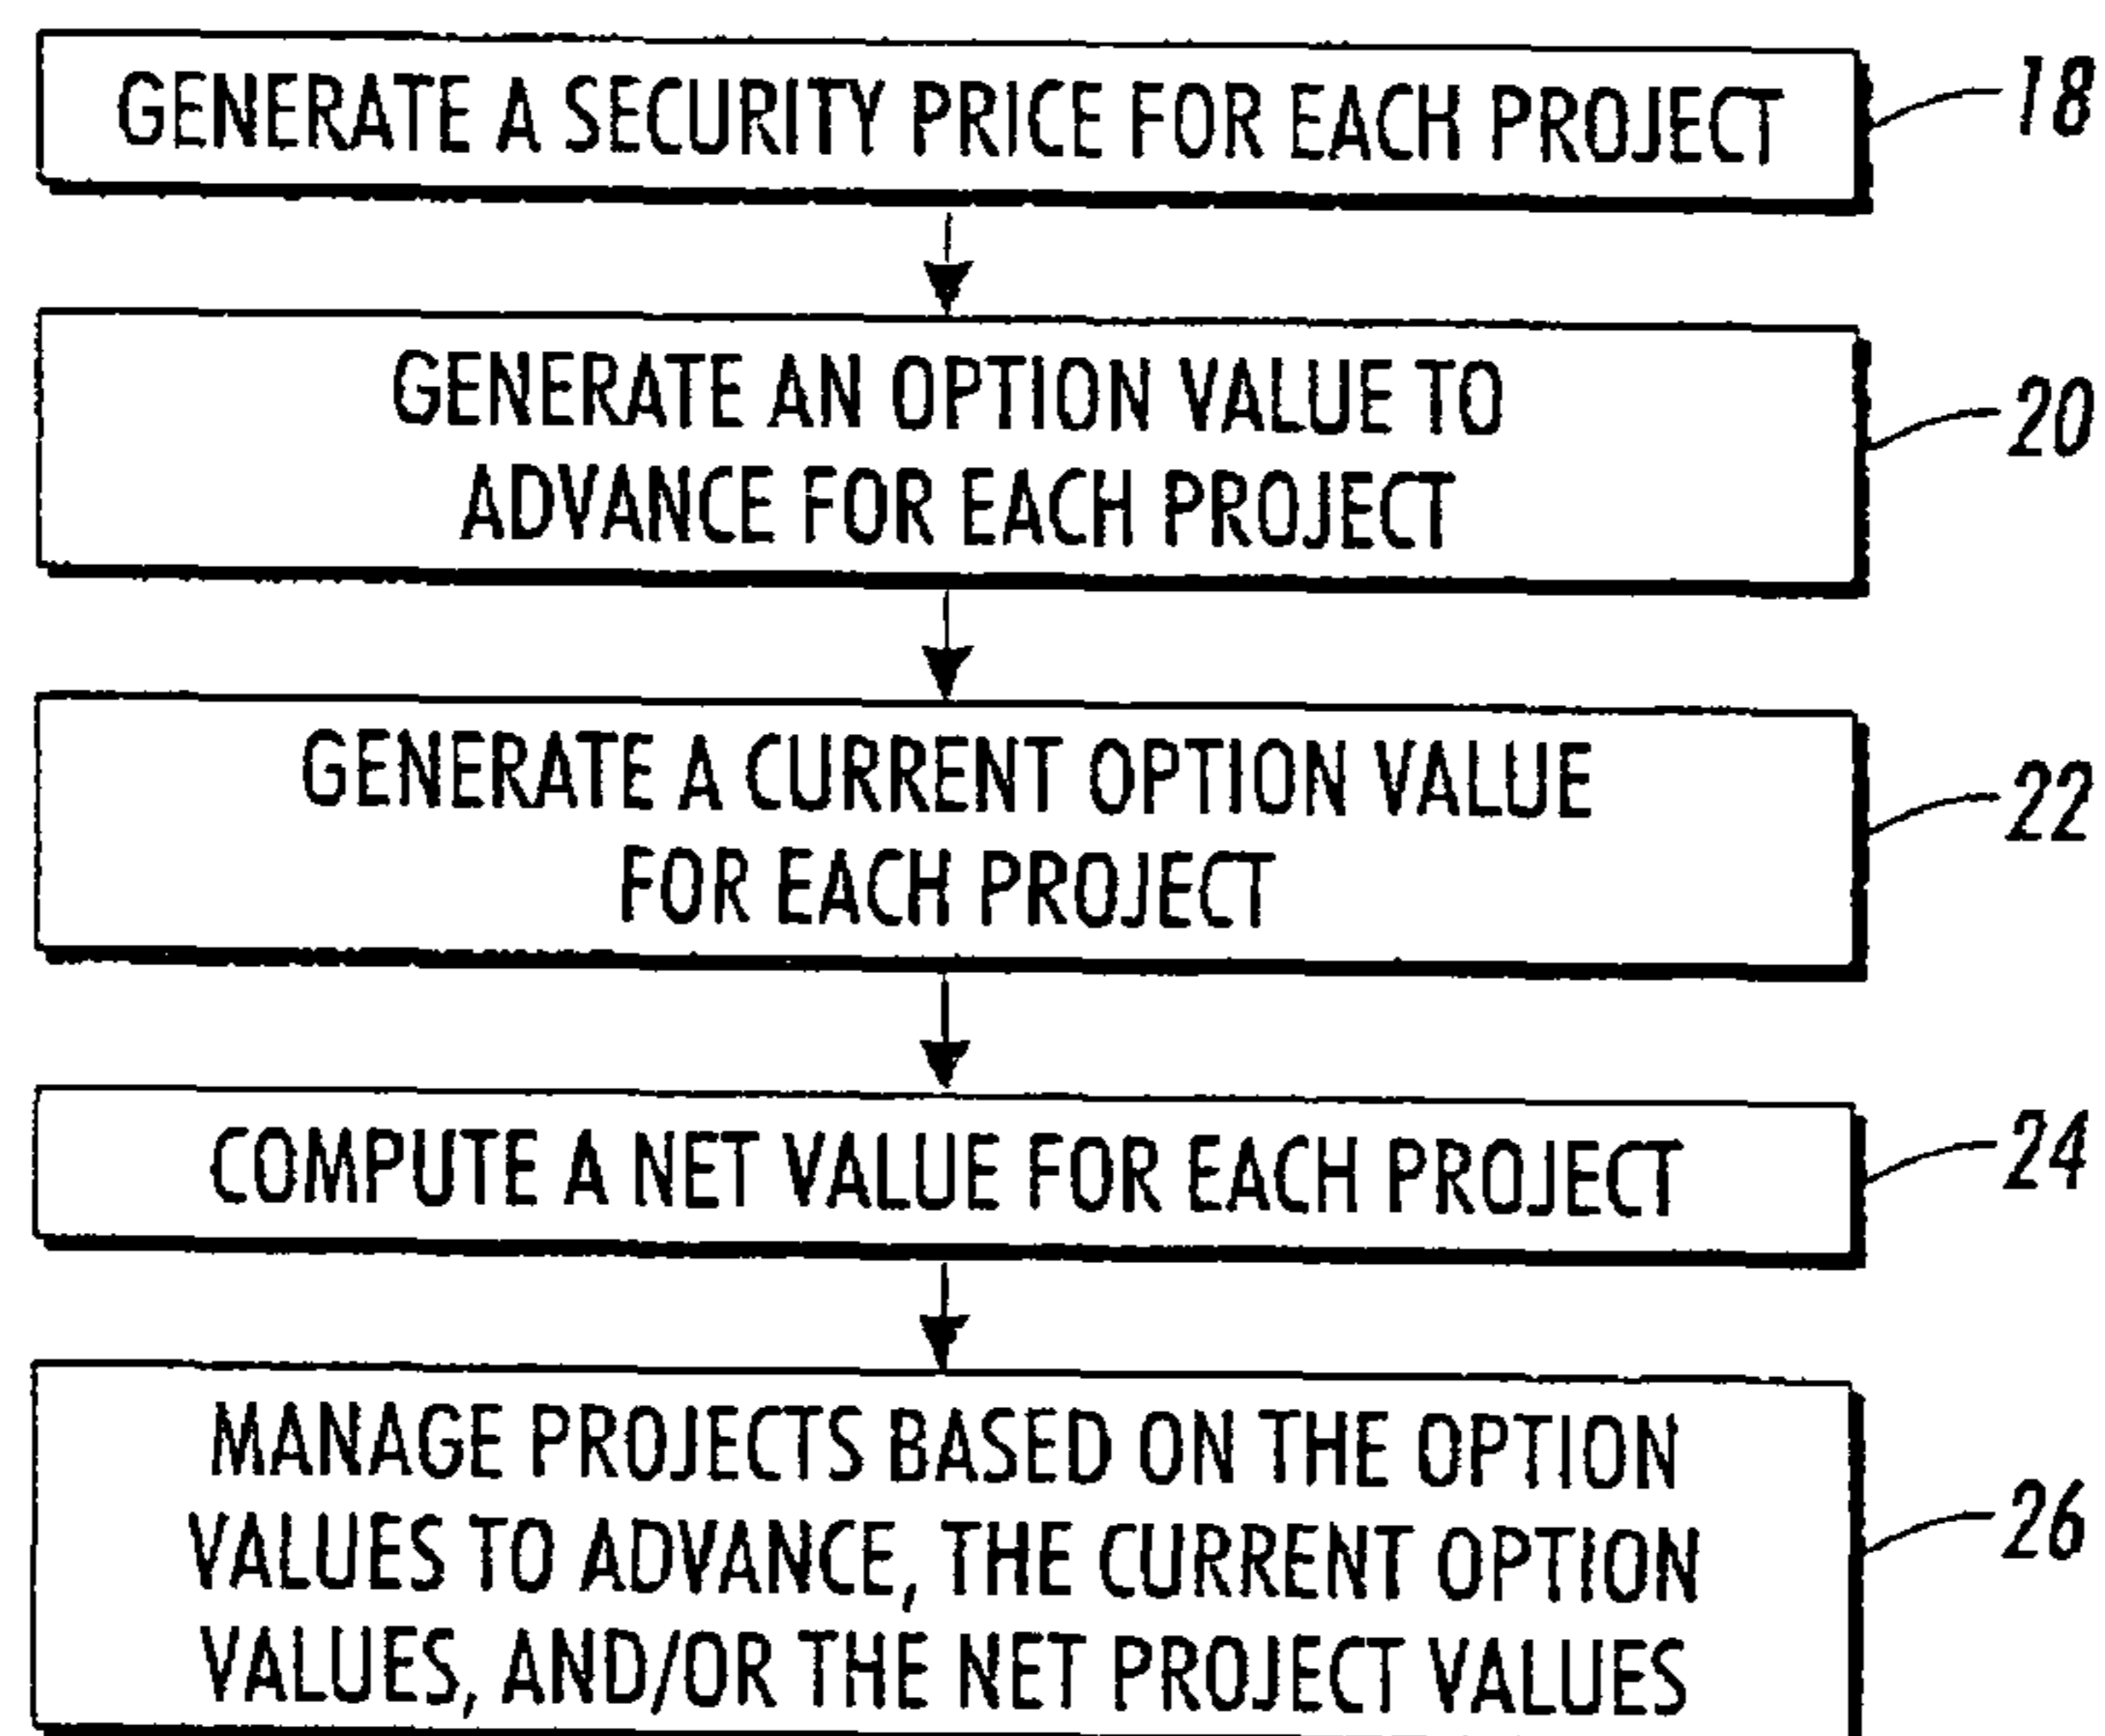 GENERATE A SECURITY PRICE FOR EACH PROJECT
18
GENERATE AN OPTION VALUE TO
ADVANCE FOR EACH PROJECT
20
GENERATE A CURRENT OPTION VALUE
FOR EACH PROJECT
22
COMPUTE A NET VALUE FOR EACH PROJECT
24
MANAGE PROJECTS BASED ON THE OPTION
VALUES TO ADVANCE, THE CURRENT OPTION
VALUES, AND/OR THE NET PROJECT VALUES
26